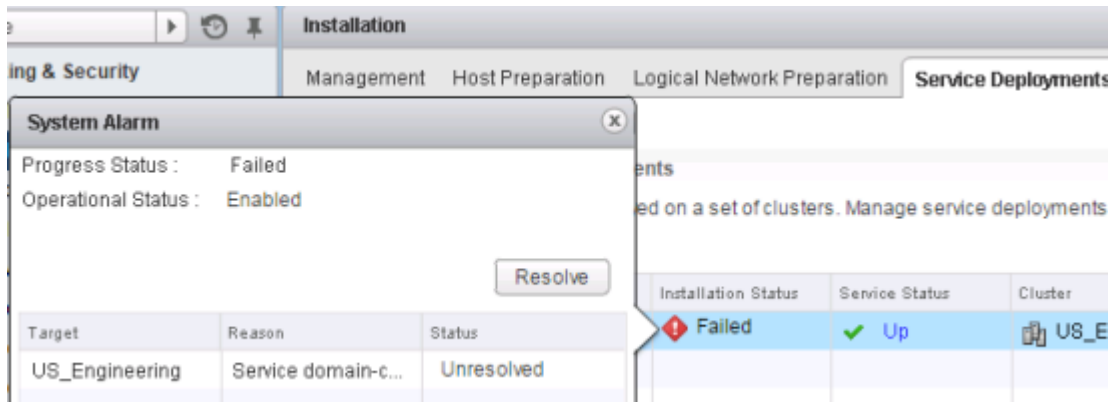 Installation
ing & Security
Management Host Preparation Logical Network Preparation Service Deployments
System Alarm
Progress Status : Failed
ents
Operational Status : Enabled
ed on a set of clusters. Manage service deployments
Resolve
Installation Status Service Status Cluster
Failed Up US_E
Target Reason Status
US_Engineering Service domain-c... Unresolved